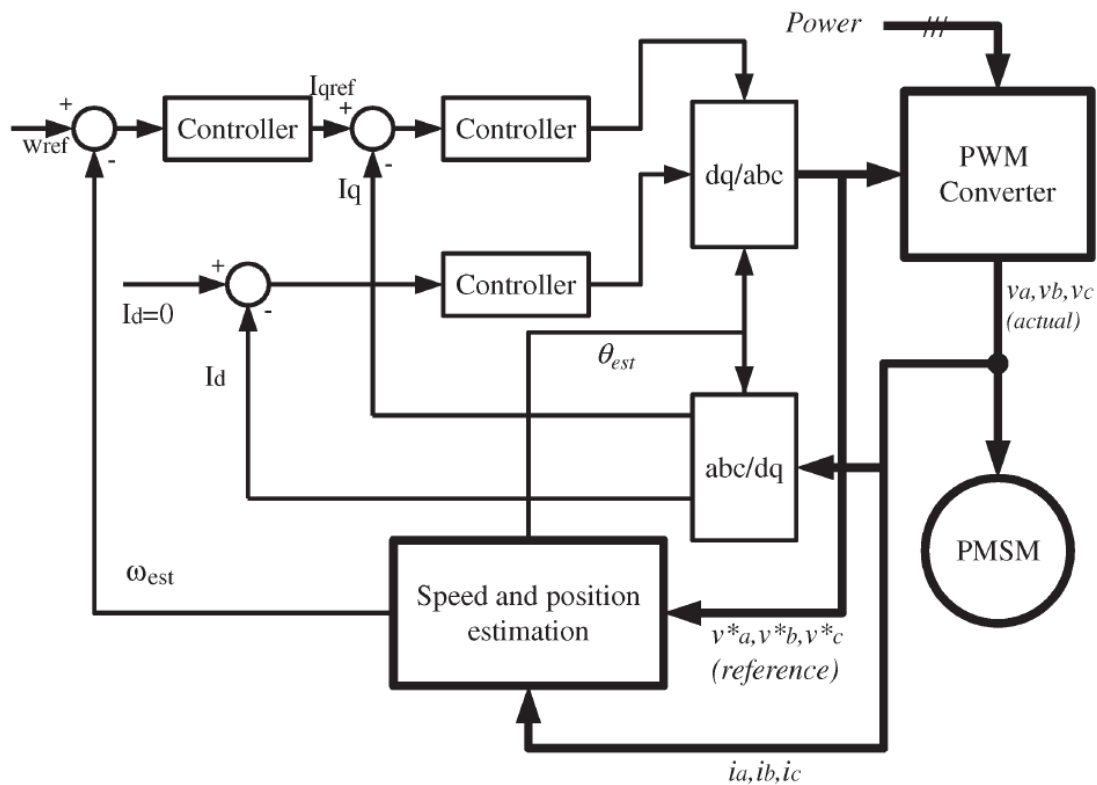 Power
+
Iqref
+
wref
-
Controller
-
Controller
dq/abc
PWM
Converter
Iq
+
Id=0
-
Controller
va,vb,vc
(actual)
θest
Id
abc/dq
PMSM
ωest
Speed and position
estimation
v*a,v*b,v*c
(reference)
ia,ib,ic